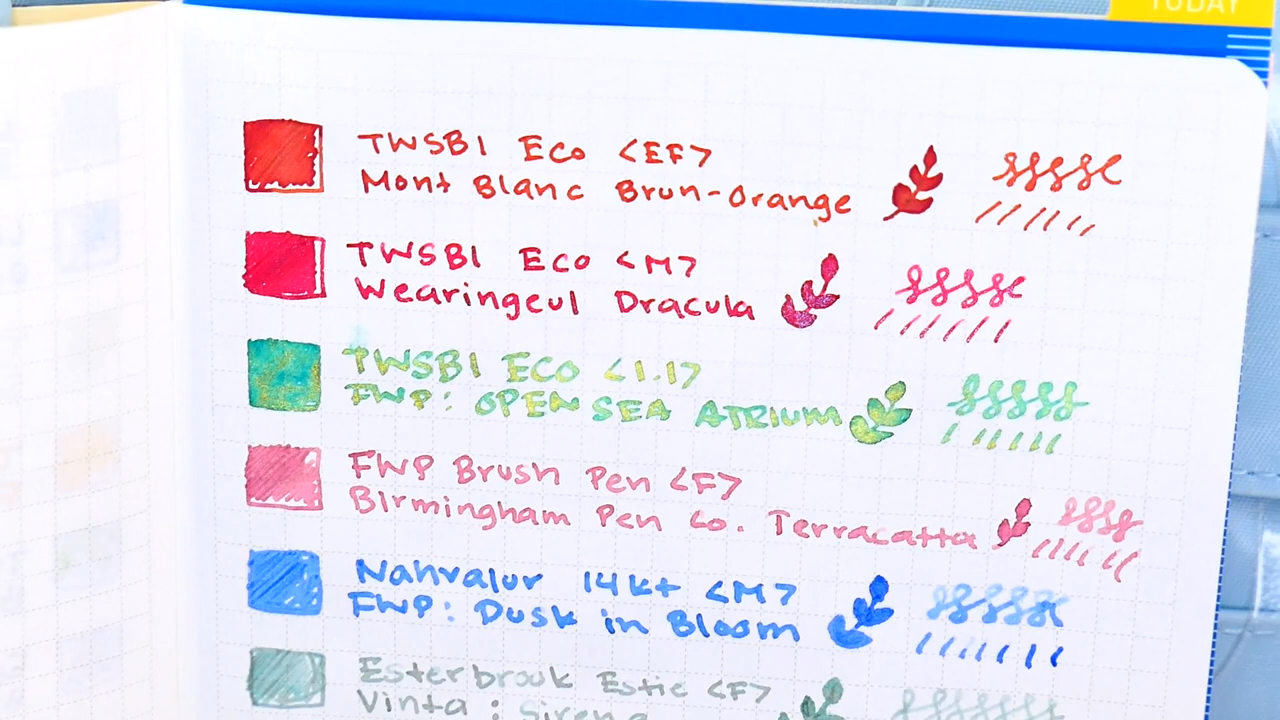 TODAY
TWSBI Eco <EF>
Mont Blanc Brun-Orange
TWSBI Eco <M>
Wearingeul Dracula
TWSBI ECO <1.1>
FWP: OPEN SEA ATRIUM
FWP Brush Pen <F>
Birmingham Pen Co. Terracatta
Nahvalur 14kt <M>
FWP: Dusk in Bloom
Esterbrook Estie <F>
Vinta: Sirena